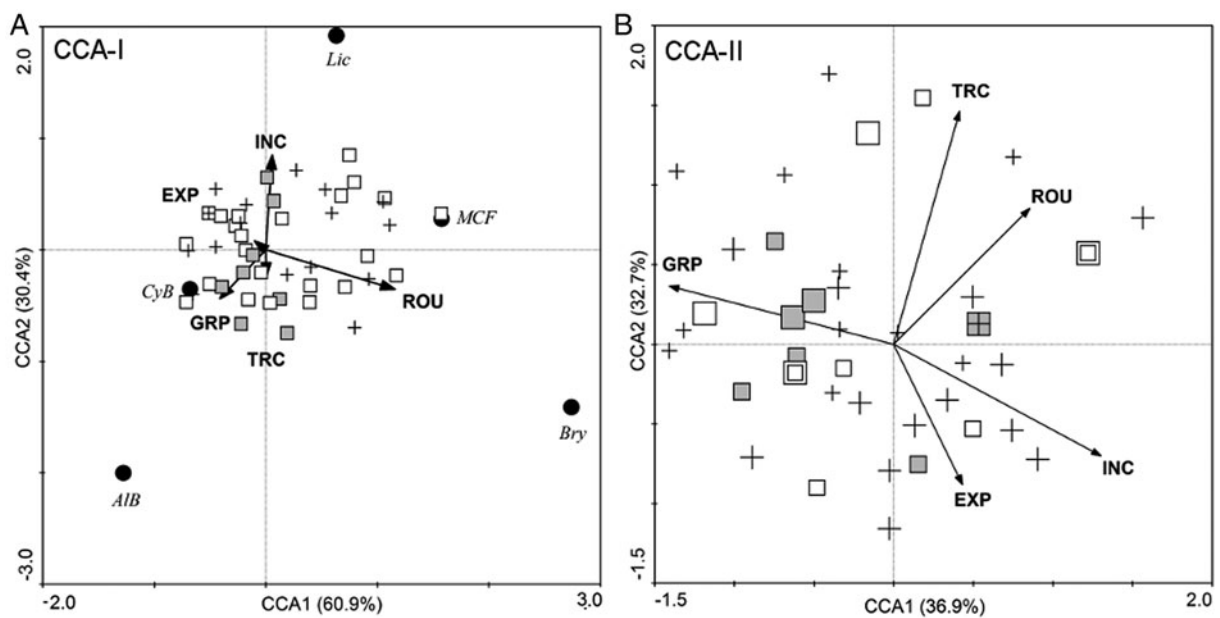 A
CCA-I
2.0
CCA2 (30.4%)
-3.0
-2.0
CCA1 (60.9%)
3.0
Lic
INC
EXP
MCF
CyB
ROU
GRP
TRC
Bry
AlB
B
CCA-II
2.0
CCA2 (32.7%)
-1.5
-1.5
CCA1 (36.9%)
2.0
TRC
ROU
GRP
INC
EXP